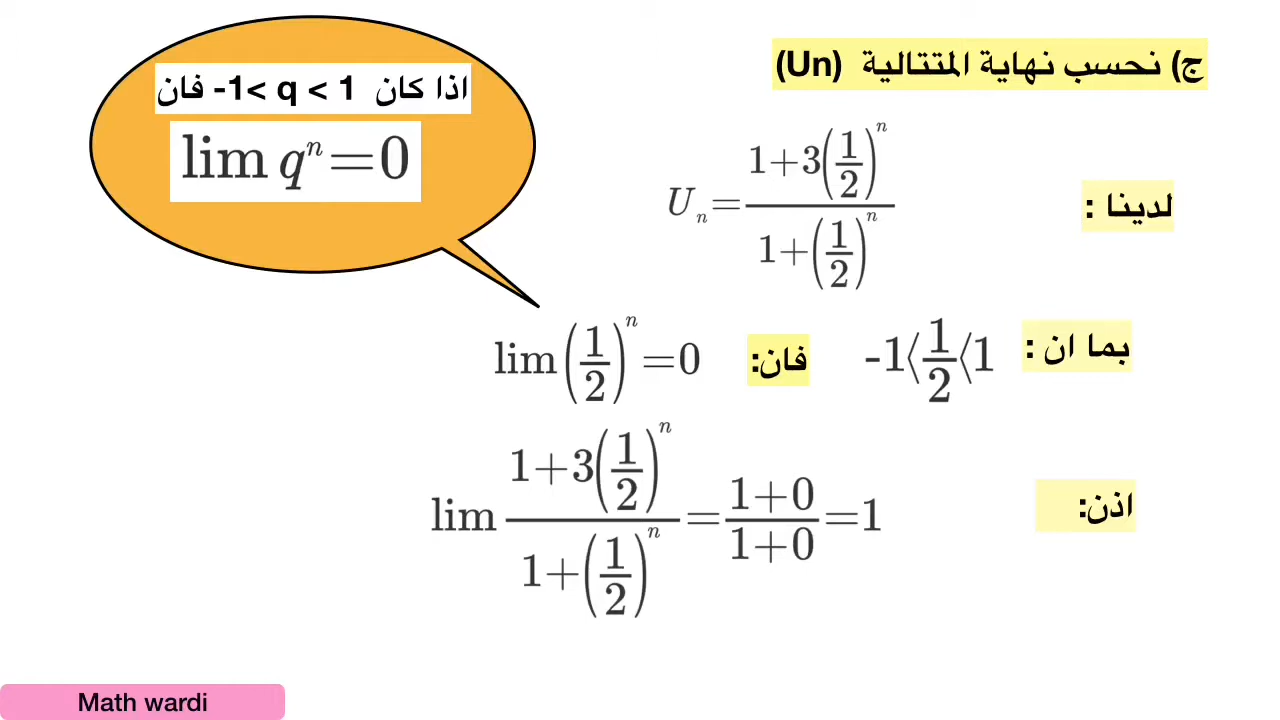 ج) نحسب نهاية المتتالية (Un)
اذا كان -1< q < 1 فان
lim qⁿ=0
لدينا : Uₙ=(1+3(1/2)ⁿ)/(1+(1/2)ⁿ)
بما ان : -1⟨1/2⟨1 فان: lim(1/2)ⁿ=0
اذن: lim (1+3(1/2)ⁿ)/(1+(1/2)ⁿ)=(1+0)/(1+0)=1
Math wardi